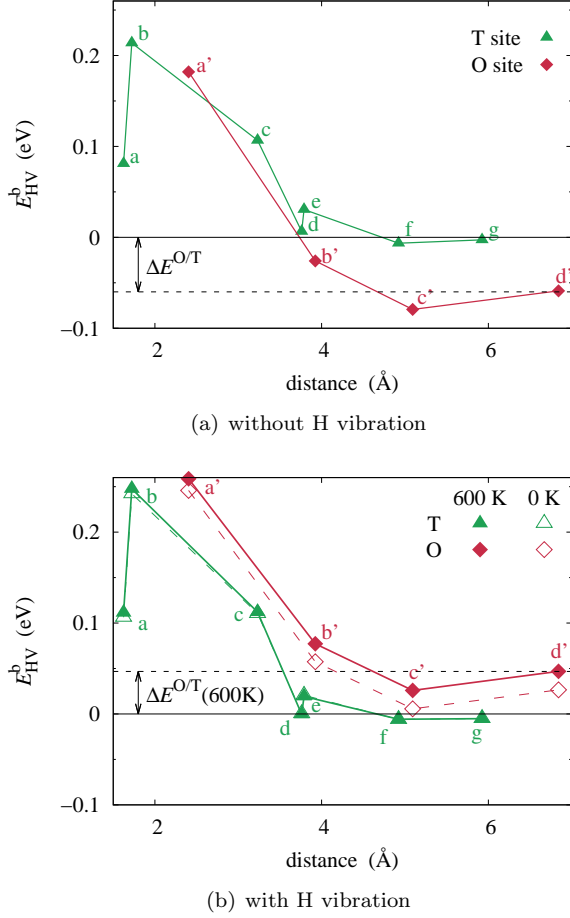 0.2
0.1
0
−0.1
E^b_HV (eV)
T site
O site
a
b
c
d
e
f
g
a'
b'
c'
d'
ΔE^O/T
2 4 6
distance (Å)
(a) without H vibration
0.2
0.1
0
−0.1
E^b_HV (eV)
600 K 0 K
T
O
a
b
c
d
e
f
g
a'
b'
c'
d'
ΔE^O/T(600K)
2 4 6
distance (Å)
(b) with H vibration